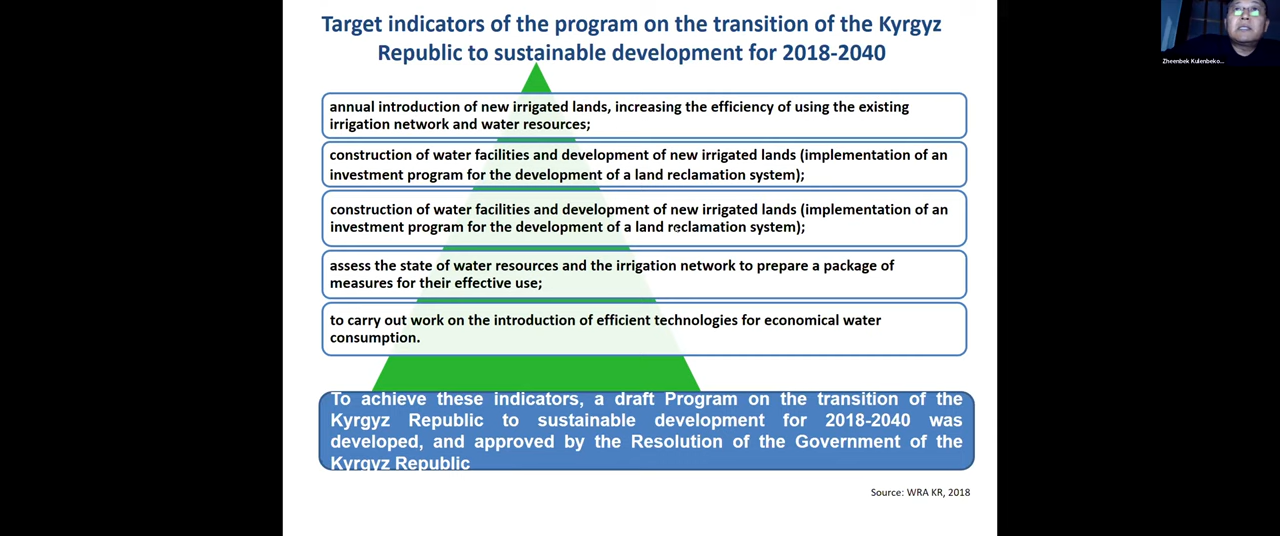 Target indicators of the program on the transition of the Kyrgyz
Republic to sustainable development for 2018-2040
Zheenbek Kulenbeko...
annual introduction of new irrigated lands, increasing the efficiency of using the existing
irrigation network and water resources;
construction of water facilities and development of new irrigated lands (implementation of an
investment program for the development of a land reclamation system);
construction of water facilities and development of new irrigated lands (implementation of an
investment program for the development of a land reclamation system);
assess the state of water resources and the irrigation network to prepare a package of
measures for their effective use;
to carry out work on the introduction of efficient technologies for economical water
consumption.
To achieve these indicators, a draft Program on the transition of the
Kyrgyz Republic to sustainable development for 2018-2040 was
developed, and approved by the Resolution of the Government of the
Kyrgyz Republic
Source: WRA KR, 2018